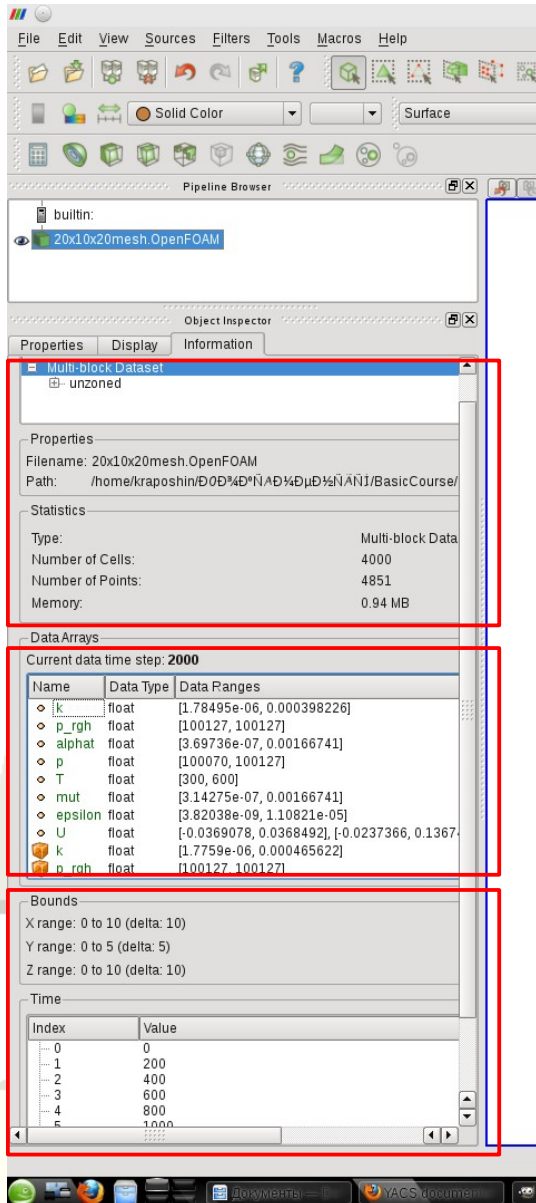 File Edit View Sources Filters Tools Macros Help
Solid Color Surface
Pipeline Browser
builtin:
20x10x20mesh.OpenFOAM
Object Inspector
Properties Display Information
Multi-block Dataset
unzoned
Properties
Filename: 20x10x20mesh.OpenFOAM
Path: /BasicCourse/
Statistics
Type: Multi-block Data
Number of Cells: 4000
Number of Points: 4851
Memory: 0.94 MB
Data Arrays
Current data time step: 2000
Name Data Type Data Ranges
k float [1.78495e-06, 0.000398226]
p_rgh float [100127, 100127]
alphat float [3.69736e-07, 0.00166741]
p float [100070, 100127]
T float [300, 600]
mut float [3.14275e-07, 0.00166741]
epsilon float [3.82038e-09, 1.10821e-05]
U float [-0.0369078, 0.0368492], [-0.0237366, 0.1367
k float [1.7759e-06, 0.000465622]
p_rgh float [100127, 100127]
Bounds
X range: 0 to 10 (delta: 10)
Y range: 0 to 5 (delta: 5)
Z range: 0 to 10 (delta: 10)
Time
Index Value
0 0
1 200
2 400
3 600
4 800
5 1000
Документы YACS documen